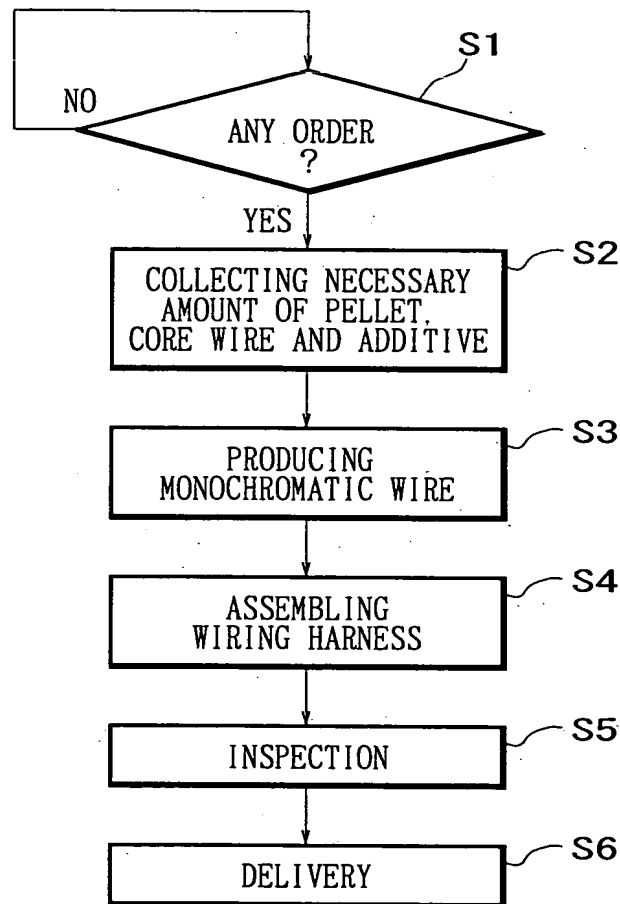 S1
NO
ANY ORDER
?
YES
S2
COLLECTING NECESSARY
AMOUNT OF PELLET,
CORE WIRE AND ADDITIVE
S3
PRODUCING
MONOCHROMATIC WIRE
S4
ASSEMBLING
WIRING HARNESS
S5
INSPECTION
S6
DELIVERY